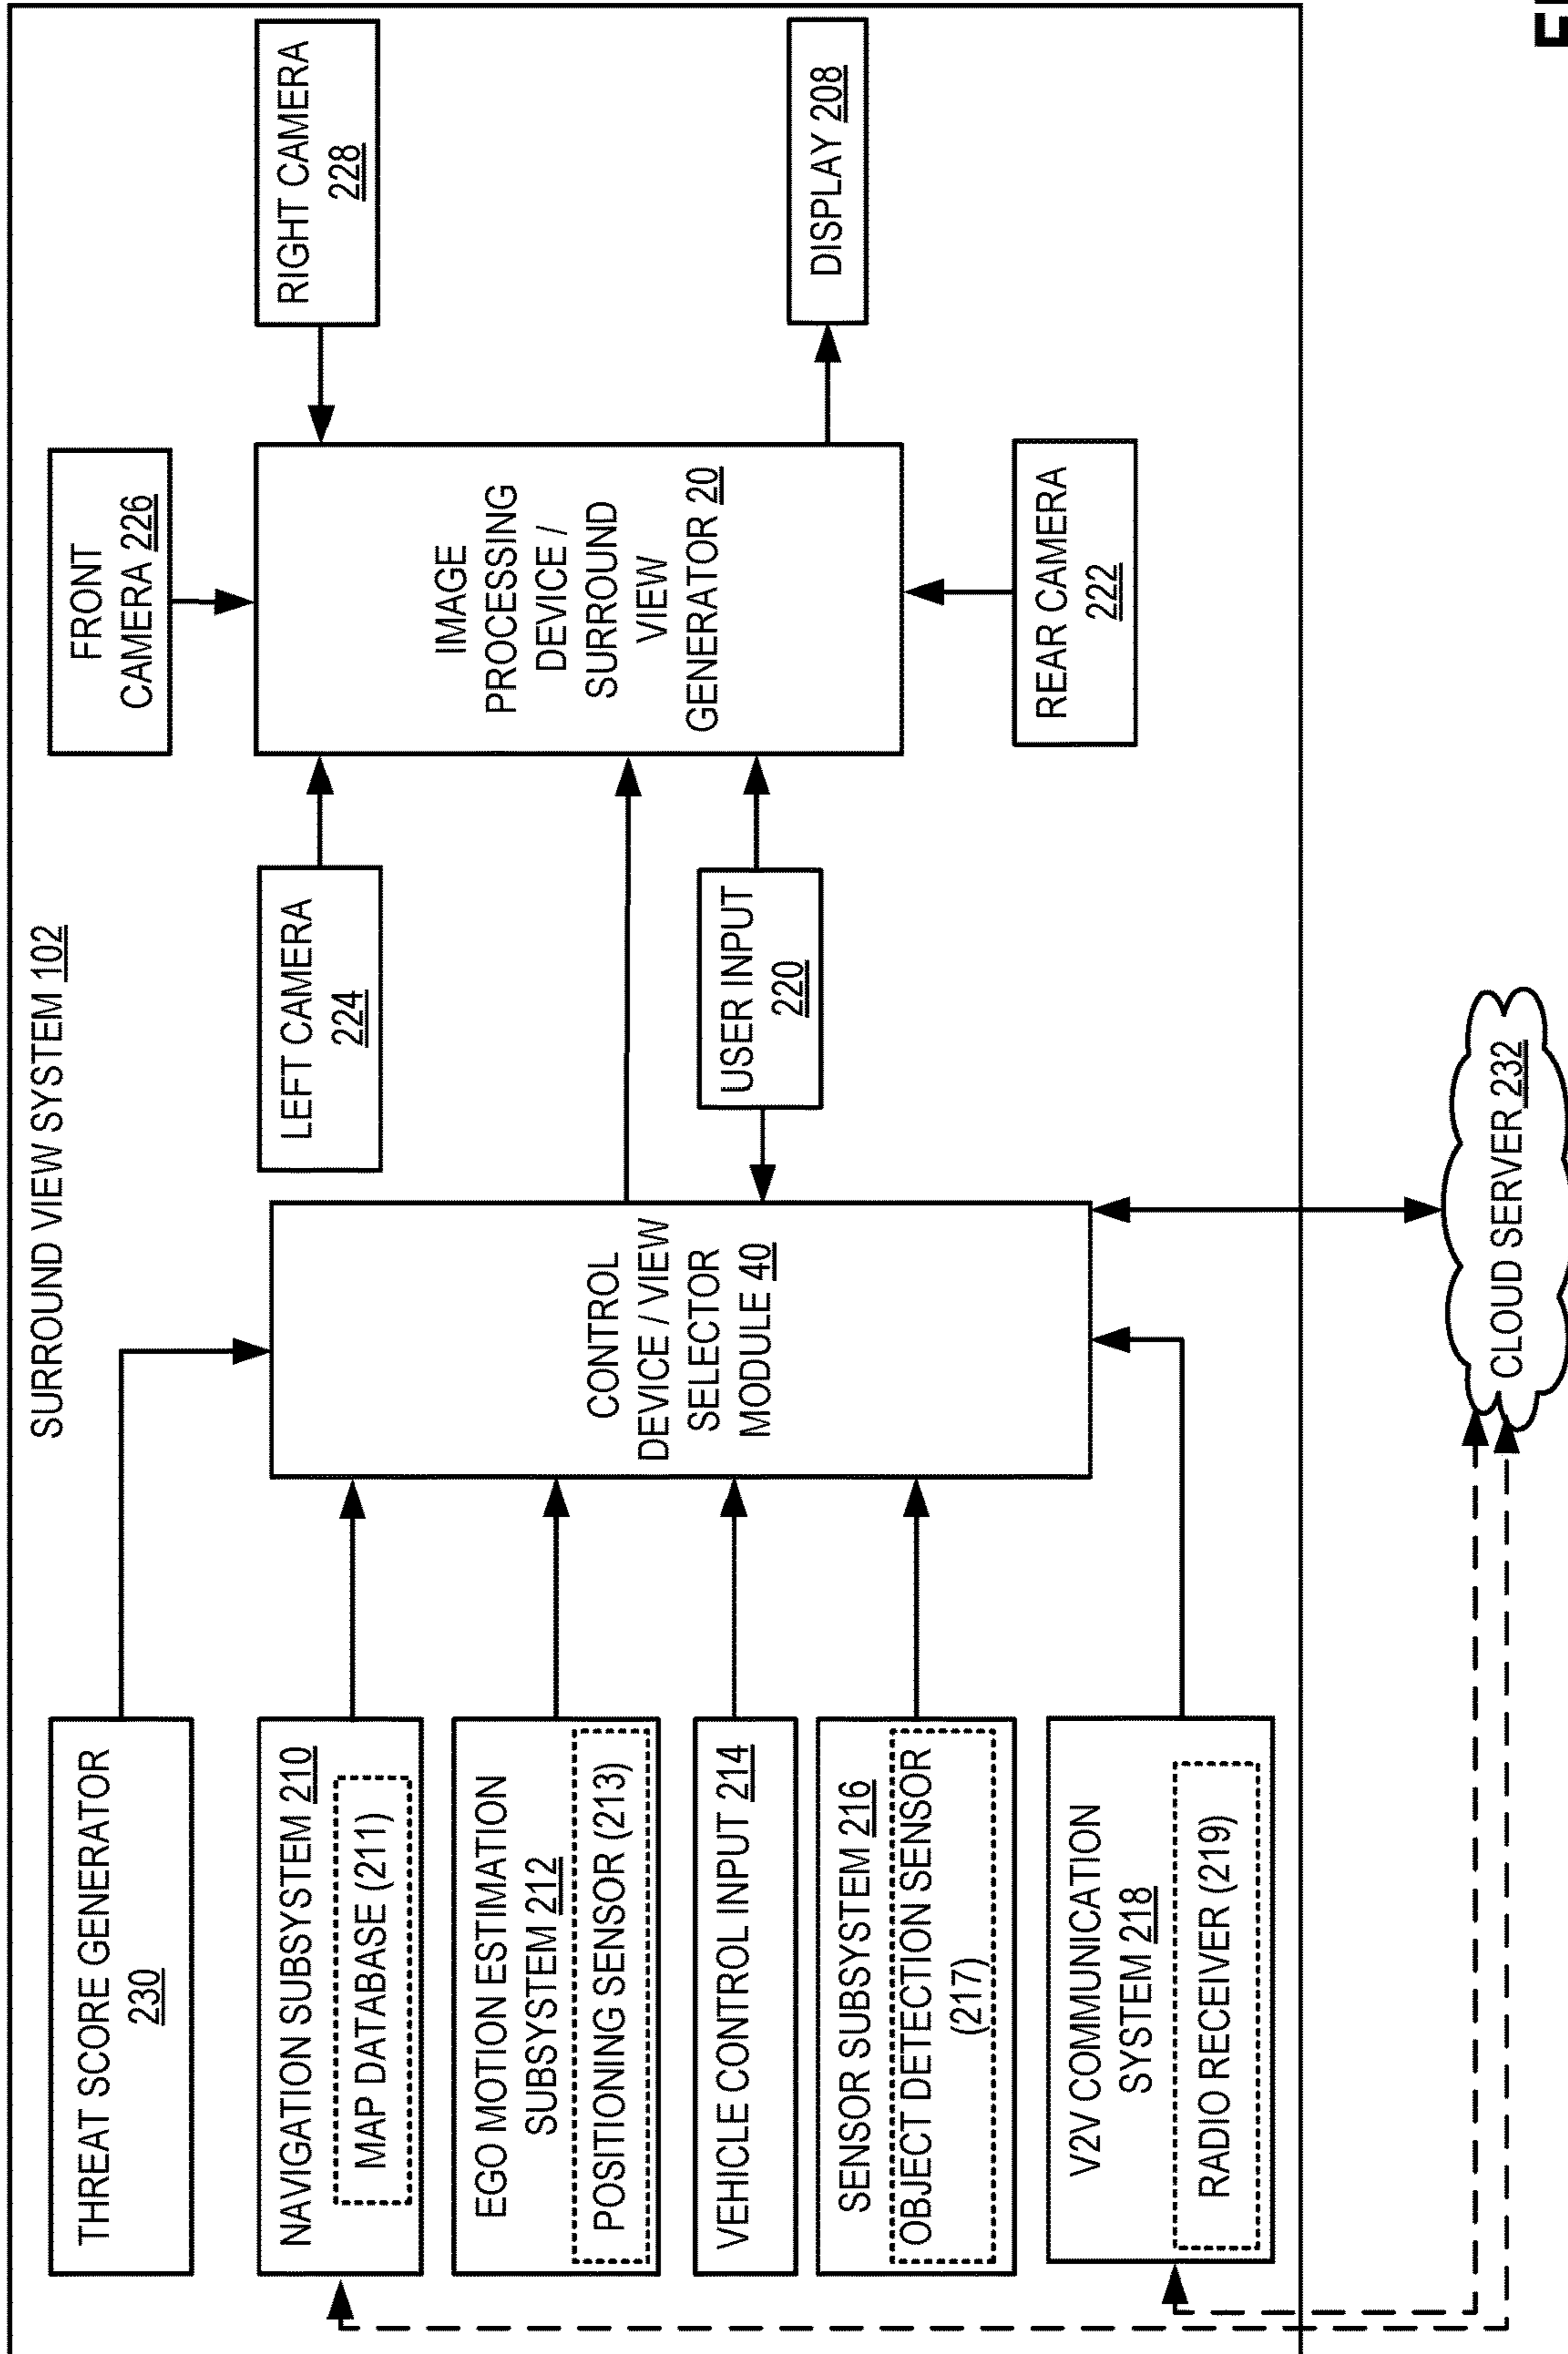 SURROUND VIEW SYSTEM 102
THREAT SCORE GENERATOR
230
NAVIGATION SUBSYSTEM 210
MAP DATABASE (211)
EGO MOTION ESTIMATION
SUBSYSTEM 212
POSITIONING SENSOR (213)
VEHICLE CONTROL INPUT 214
SENSOR SUBSYSTEM 216
OBJECT DETECTION SENSOR
(217)
V2V COMMUNICATION
SYSTEM 218
RADIO RECEIVER (219)
CONTROL
DEVICE / VIEW
SELECTOR
MODULE 40
LEFT CAMERA
224
USER INPUT
220
FRONT
CAMERA 226
IMAGE
PROCESSING
DEVICE /
SURROUND
VIEW
GENERATOR 20
REAR CAMERA
222
RIGHT CAMERA
228
DISPLAY 208
CLOUD SERVER 232